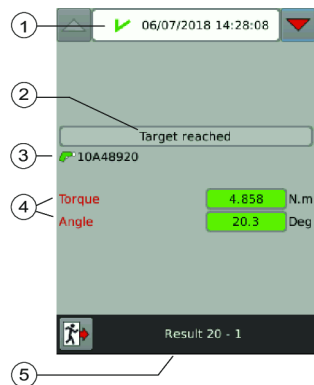 1
06/07/2018 14:28:08
2
Target reached
3
10A48920
4
Torque 4.858 N.m
Angle 20.3 Deg
Result 20 - 1
5